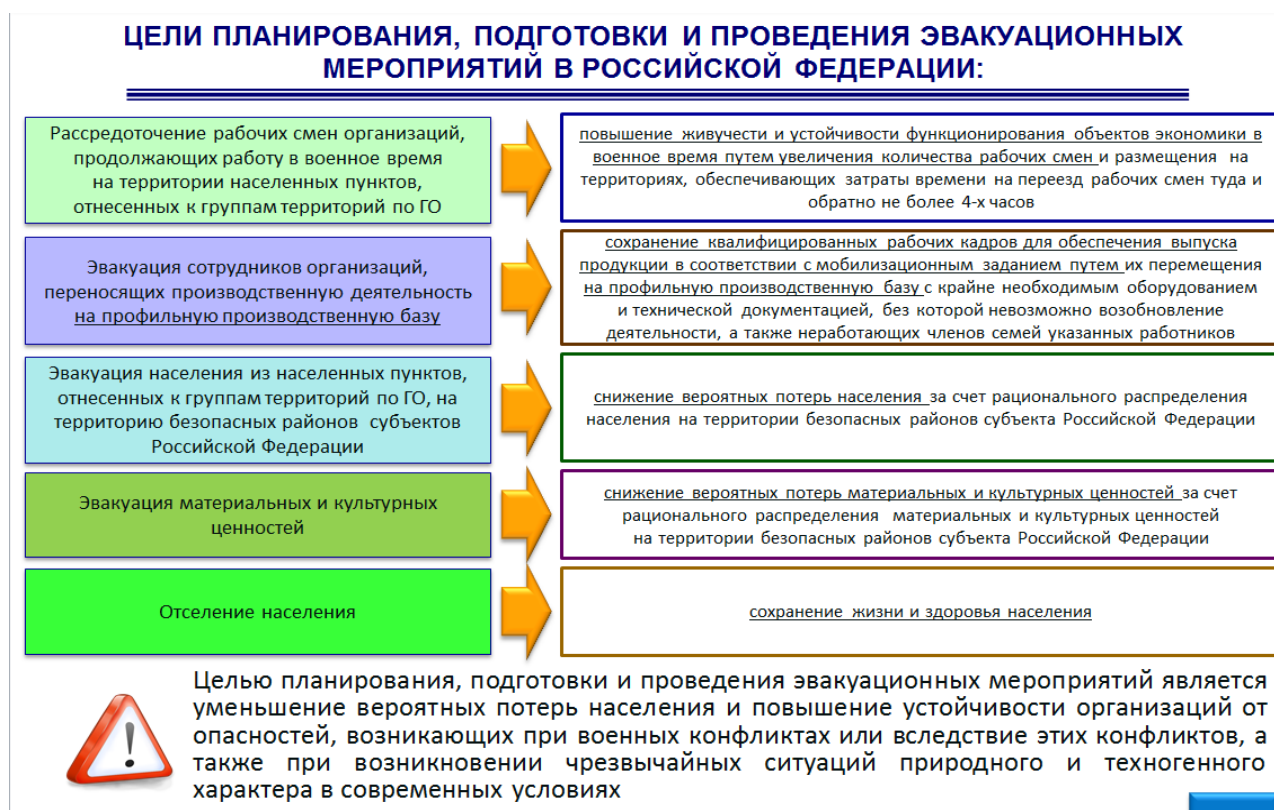 ЦЕЛИ ПЛАНИРОВАНИЯ, ПОДГОТОВКИ И ПРОВЕДЕНИЯ ЭВАКУАЦИОННЫХ
МЕРОПРИЯТИЙ В РОССИЙСКОЙ ФЕДЕРАЦИИ:
Рассредоточение рабочих смен организаций,
продолжающих работу в военное время
на территории населенных пунктов,
отнесенных к группам территорий по ГО
повышение живучести и устойчивости функционирования объектов экономики в
военное время путем увеличения количества рабочих смен и размещения на
территориях, обеспечивающих затраты времени на переезд рабочих смен туда и
обратно не более 4-х часов
Эвакуация сотрудников организаций,
переносящих производственную деятельность
на профильную производственную базу
сохранение квалифицированных рабочих кадров для обеспечения выпуска
продукции в соответствии с мобилизационным заданием путем их перемещения
на профильную производственную базу с крайне необходимым оборудованием
и технической документацией, без которой невозможно возобновление
деятельности, а также неработающих членов семей указанных работников
Эвакуация населения из населенных пунктов,
отнесенных к группам территорий по ГО, на
территорию безопасных районов субъектов
Российской Федерации
снижение вероятных потерь населения за счет рационального распределения
населения на территории безопасных районов субъекта Российской Федерации
Эвакуация материальных и культурных
ценностей
снижение вероятных потерь материальных и культурных ценностей за счет
рационального распределения материальных и культурных ценностей
на территории безопасных районов субъекта Российской Федерации
Отселение населения
сохранение жизни и здоровья населения
Целью планирования, подготовки и проведения эвакуационных мероприятий является
уменьшение вероятных потерь населения и повышение устойчивости организаций от
опасностей, возникающих при военных конфликтах или вследствие этих конфликтов, а
также при возникновении чрезвычайных ситуаций природного и техногенного
характера в современных условиях